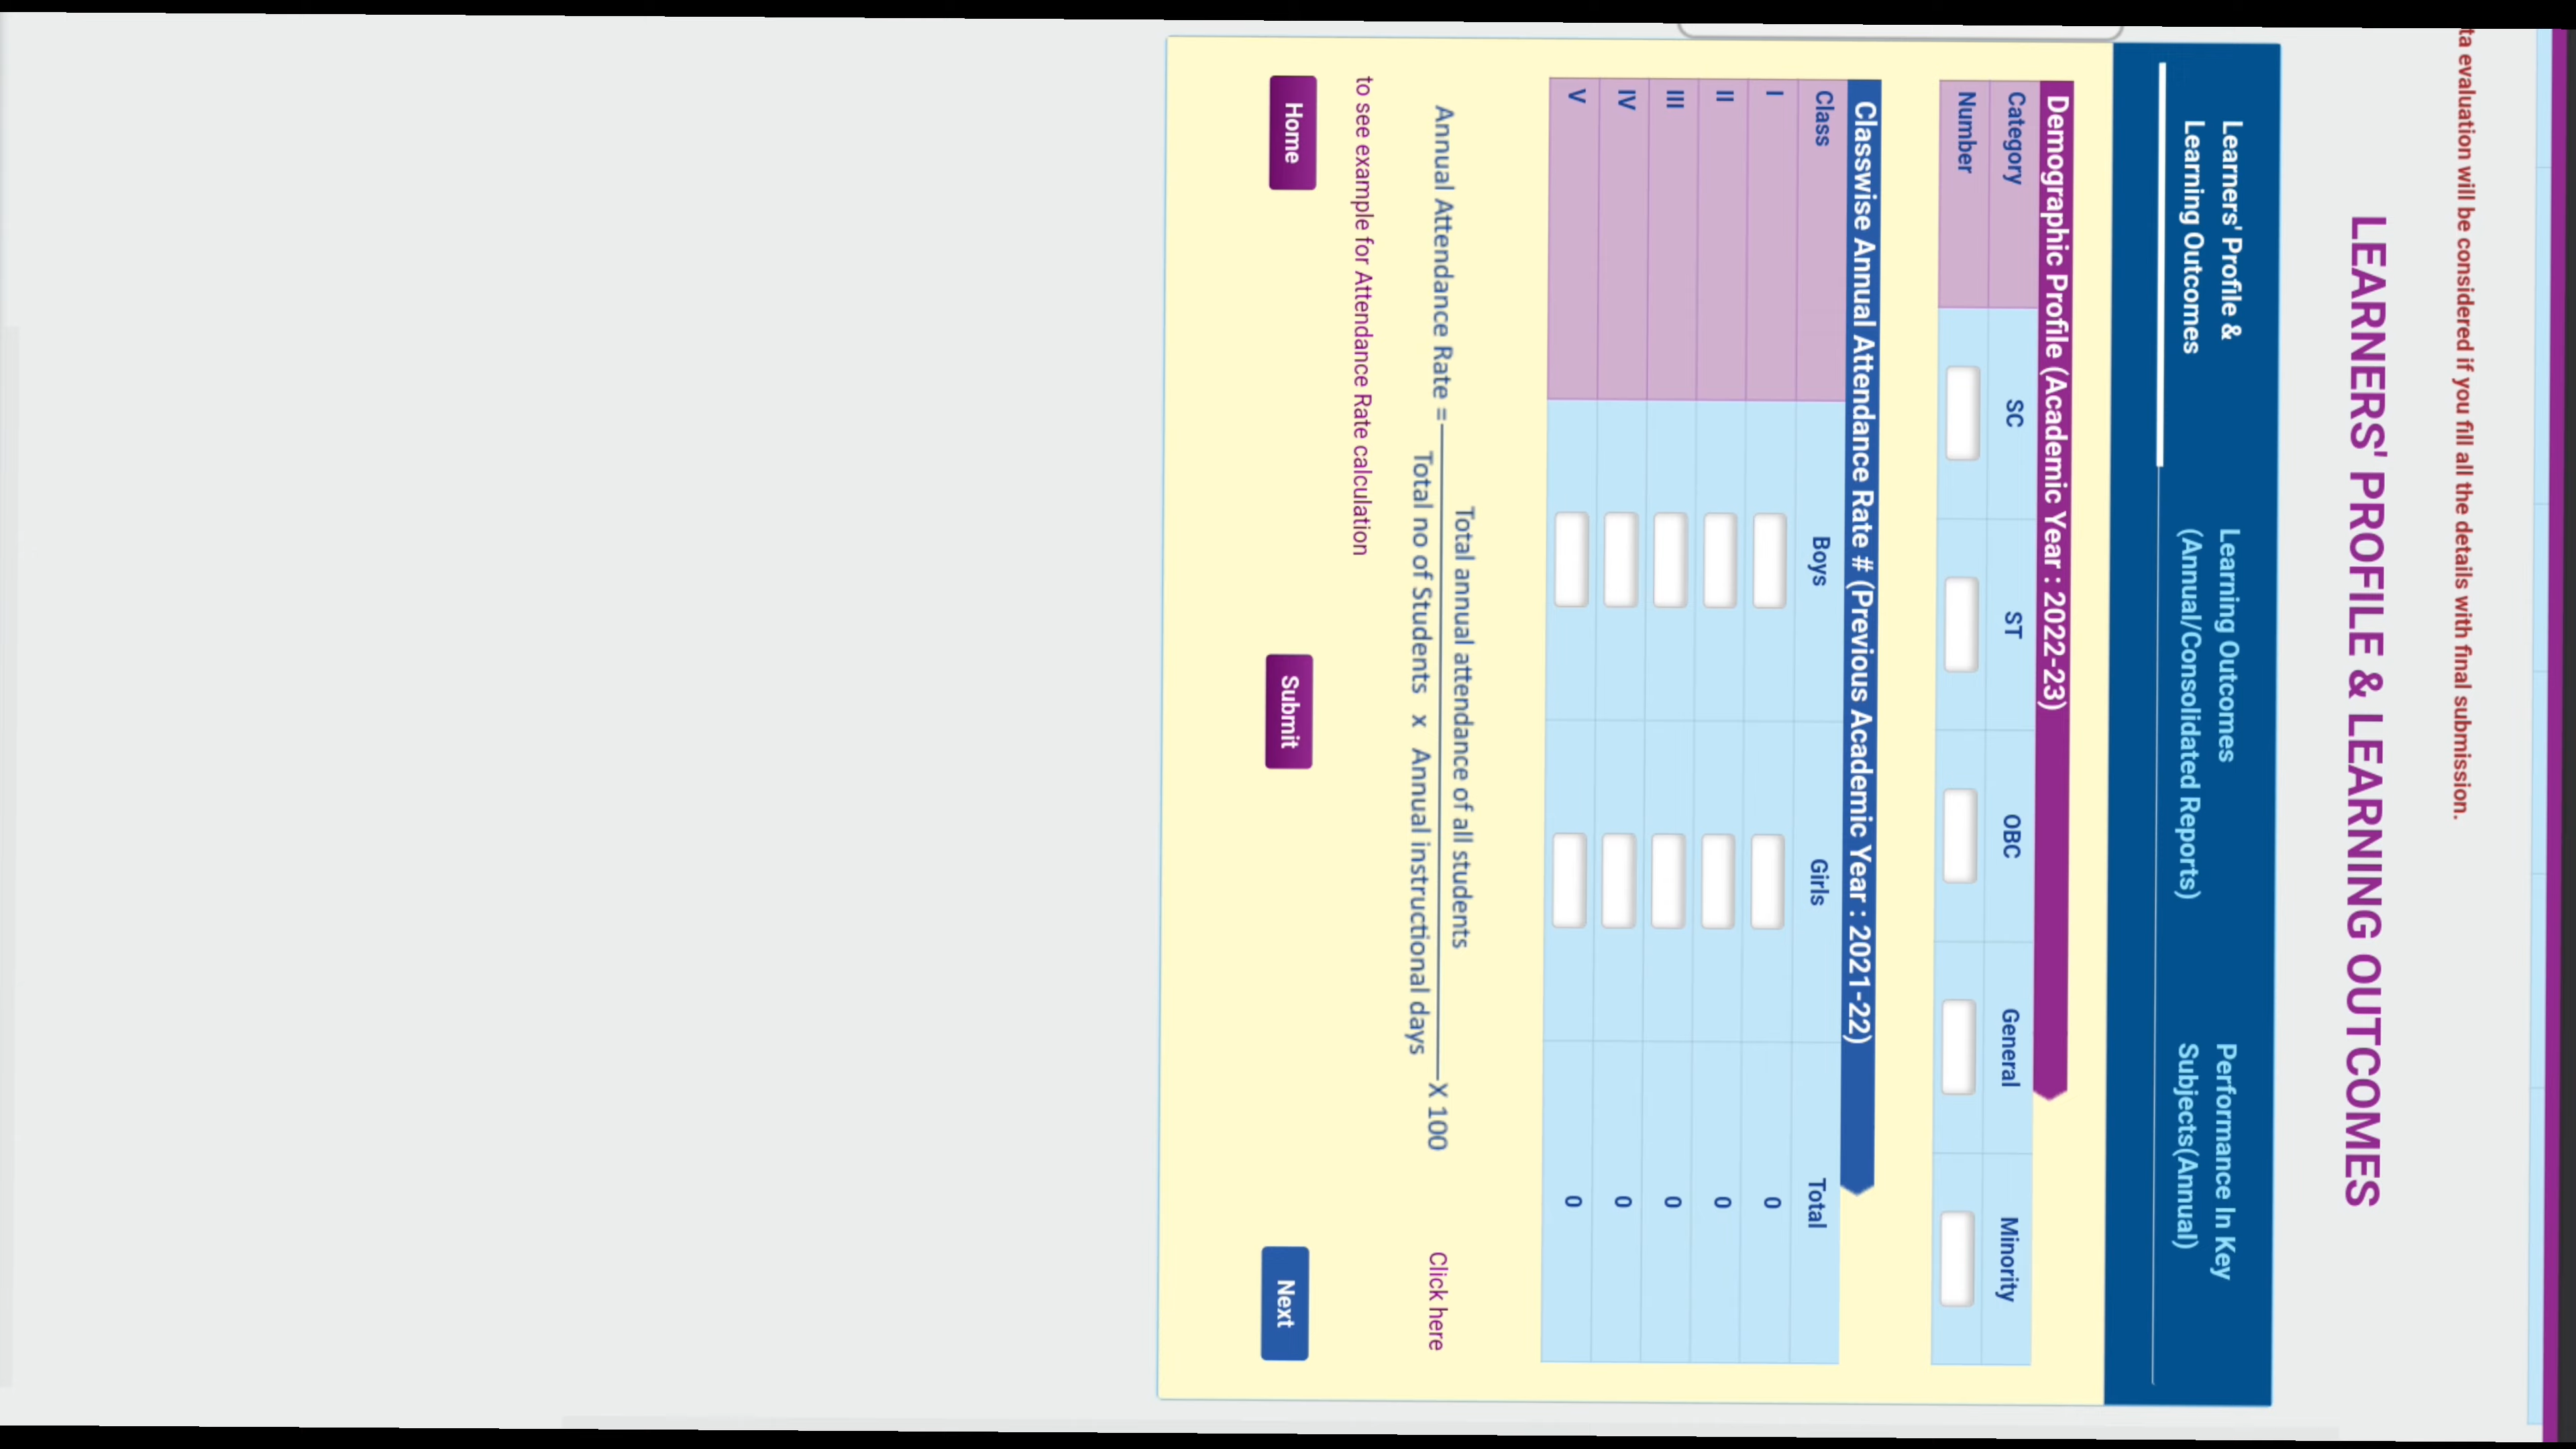 ta evaluation will be considered if you fill all the details with final submission.
LEARNERS' PROFILE & LEARNING OUTCOMES
Learners' Profile &
Learning Outcomes
Learning Outcomes
(Annual/Consolidated Reports)
Performance In Key
Subjects(Annual)
Demographic Profile (Academic Year : 2022-23)
Category SC ST OBC General Minority
Number
Classwise Annual Attendance Rate # (Previous Academic Year : 2021-22)
Class Boys Girls Total
I 0
II 0
III 0
IV 0
V 0
Total annual attendance of all students
Annual Attendance Rate = X 100 Click here
Total no of Students x Annual instructional days
to see example for Attendance Rate calculation
Home Submit Next